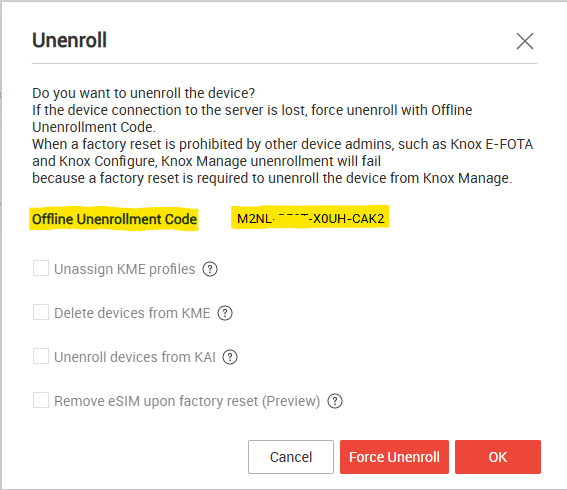 Unenroll
Do you want to unenroll the device?
If the device connection to the server is lost, force unenroll with Offline
Unenrollment Code.
When a factory reset is prohibited by other device admins, such as Knox E-FOTA
and Knox Configure, Knox Manage unenrollment will fail
because a factory reset is required to unenroll the device from Knox Manage.
Offline Unenrollment Code M2NL- -X0UH-CAK2
Unassign KME profiles ?
Delete devices from KME ?
Unenroll devices from KAI ?
Remove eSIM upon factory reset (Preview) ?
Cancel Force Unenroll OK